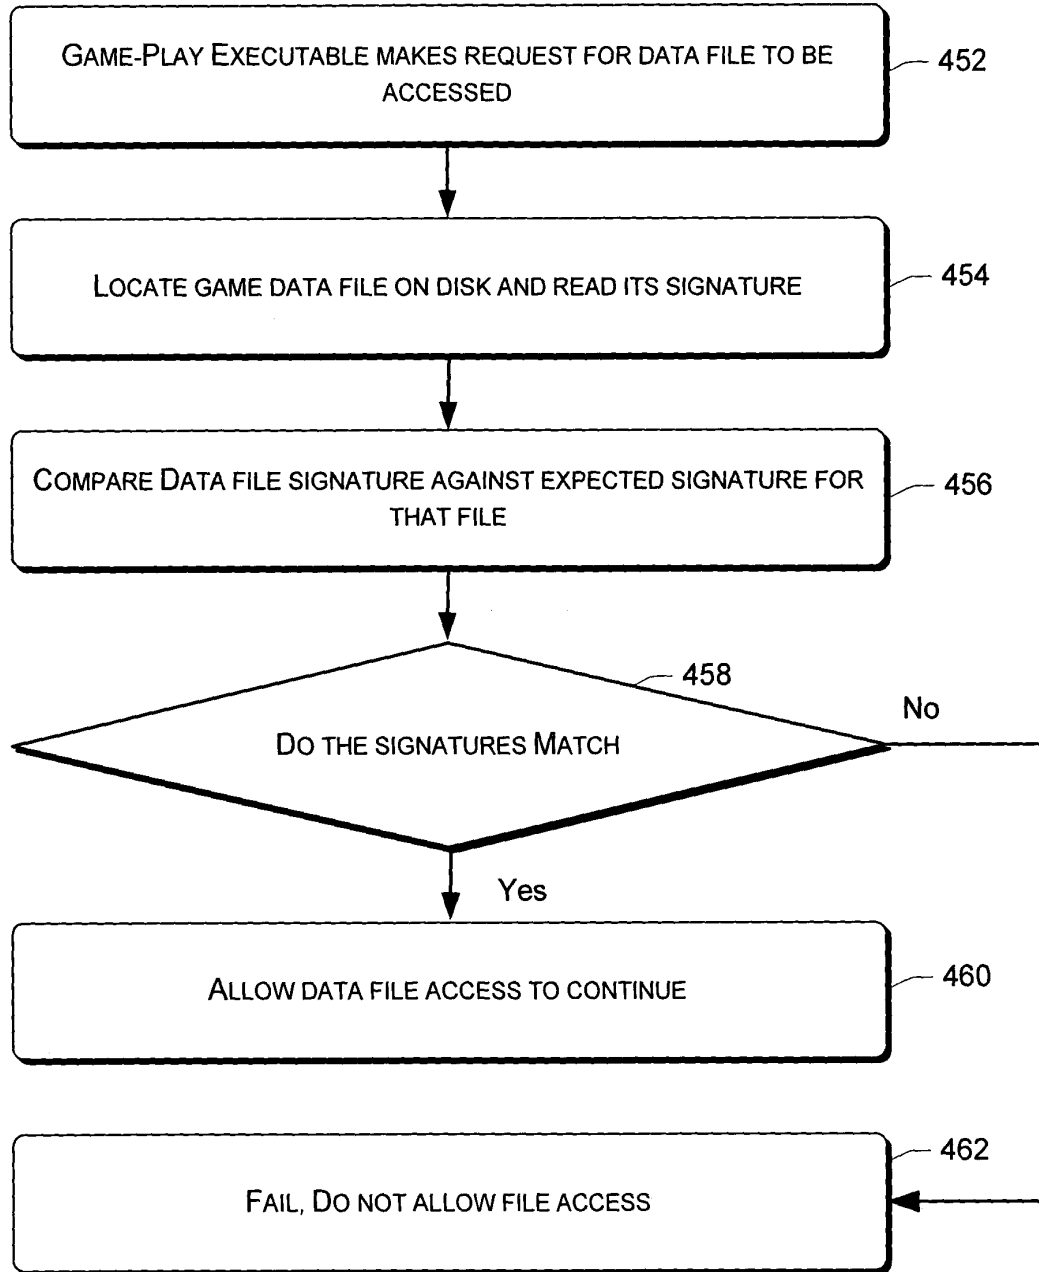 GAME-PLAY EXECUTABLE MAKES REQUEST FOR DATA FILE TO BE
ACCESSED
452
LOCATE GAME DATA FILE ON DISK AND READ ITS SIGNATURE
454
COMPARE DATA FILE SIGNATURE AGAINST EXPECTED SIGNATURE FOR
THAT FILE
456
458
DO THE SIGNATURES MATCH
No
Yes
ALLOW DATA FILE ACCESS TO CONTINUE
460
FAIL, DO NOT ALLOW FILE ACCESS
462